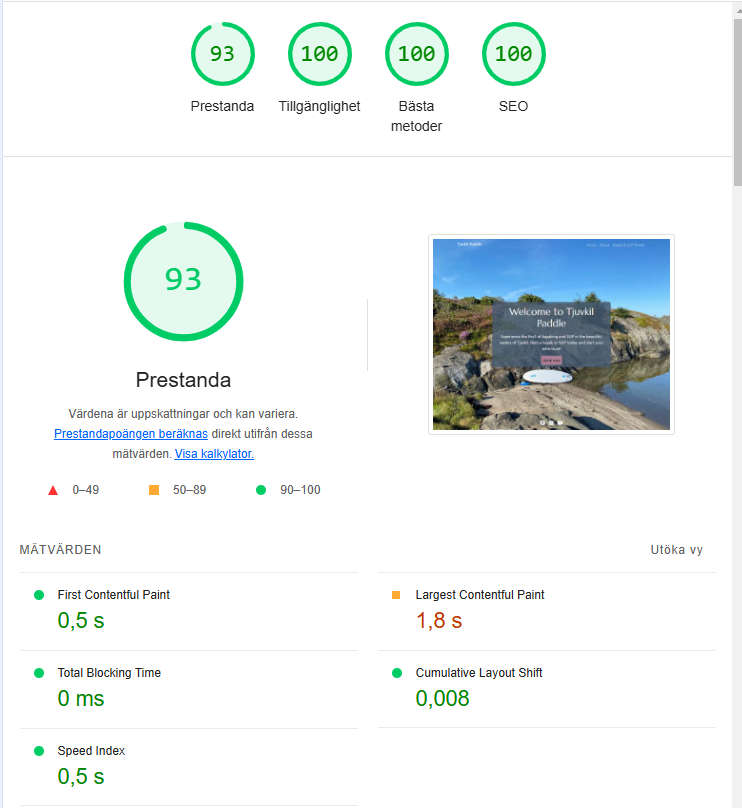 93
100
100
100
Prestanda
Tillgänglighet
Bästa
metoder
SEO
93
Prestanda
Värdena är uppskattningar och kan variera.
Prestandapoängen beräknas direkt utifrån dessa
mätvärden. Visa kalkylator.
0–49
50–89
90–100
Tjuvkil Paddle
Welcome to Tjuvkil
Paddle
MÄTVÄRDEN
Utöka vy
First Contentful Paint
0,5 s
Largest Contentful Paint
1,8 s
Total Blocking Time
0 ms
Cumulative Layout Shift
0,008
Speed Index
0,5 s